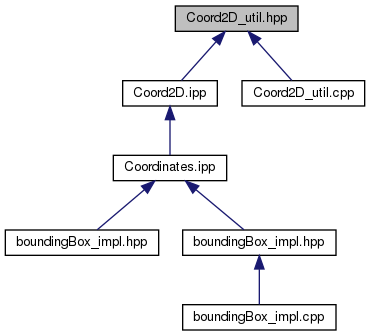 Coord2D_util.hpp
Coord2D.ipp
Coord2D_util.cpp
Coordinates.ipp
boundingBox_impl.hpp
boundingBox_impl.hpp
boundingBox_impl.cpp